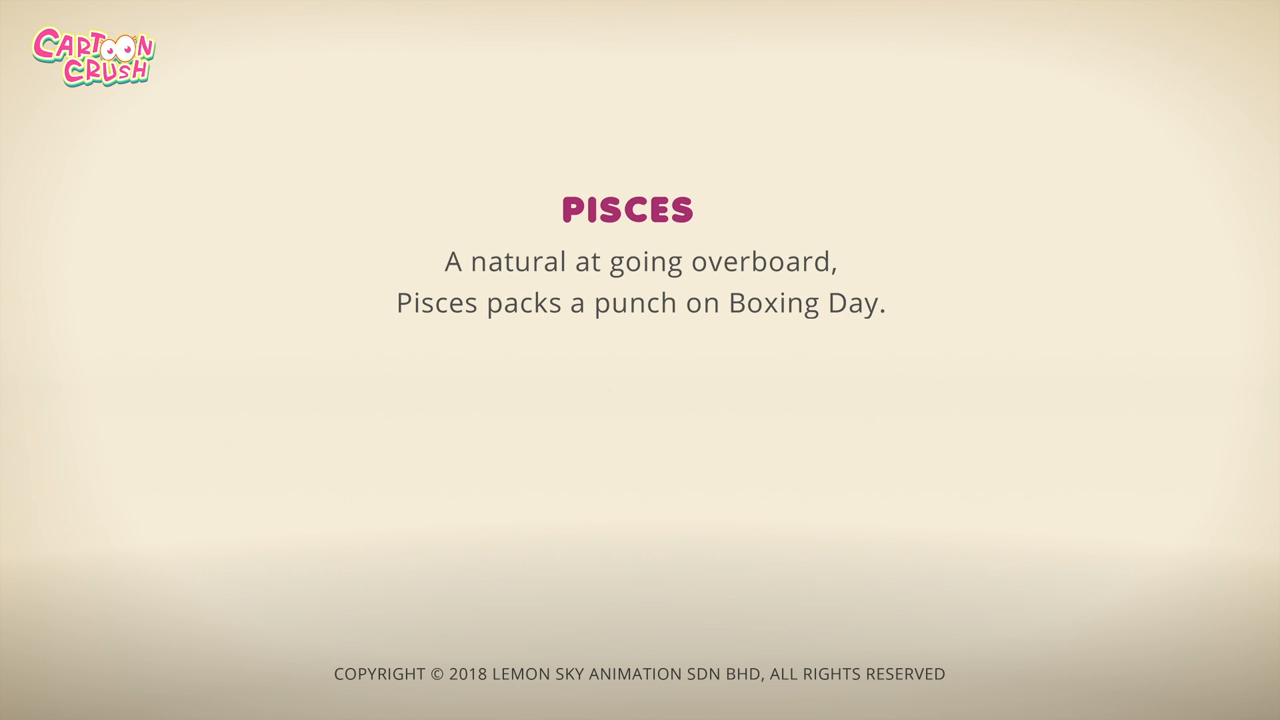 CARTOON
CRUSH
PISCES
A natural at going overboard,
Pisces packs a punch on Boxing Day.
COPYRIGHT © 2018 LEMON SKY ANIMATION SDN BHD, ALL RIGHTS RESERVED